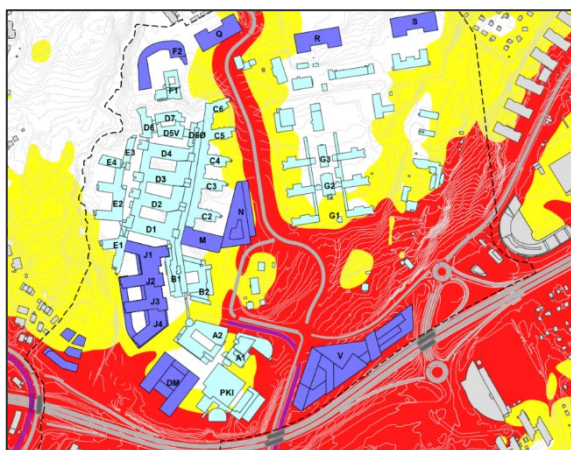 S
Q
R
F2
F1
C6
D7
D6
D5V
D5Ø
C5
E3
D4
C4
E4
G3
D3
C3
G2
E2
D2
N
C2
G1
D1
M
E1
J1
J2
B1
B2
J3
J4
A2
A1
V
DM
PKI